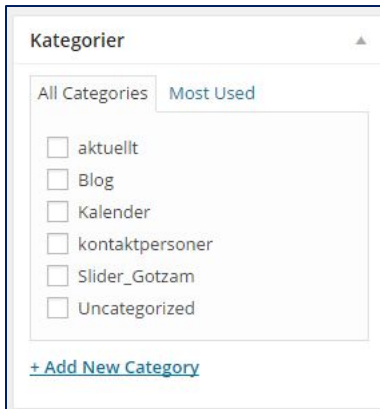 Kategorier
All Categories Most Used
aktuellt
Blog
Kalender
kontaktpersoner
Slider_Gotzam
Uncategorized
+ Add New Category